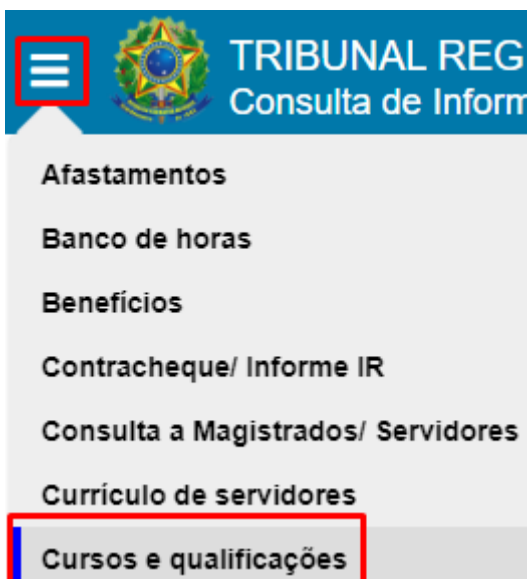 TRIBUNAL REG
Consulta de Inform
Afastamentos
Banco de horas
Benefícios
Contracheque/ Informe IR
Consulta a Magistrados/ Servidores
Currículo de servidores
Cursos e qualificações